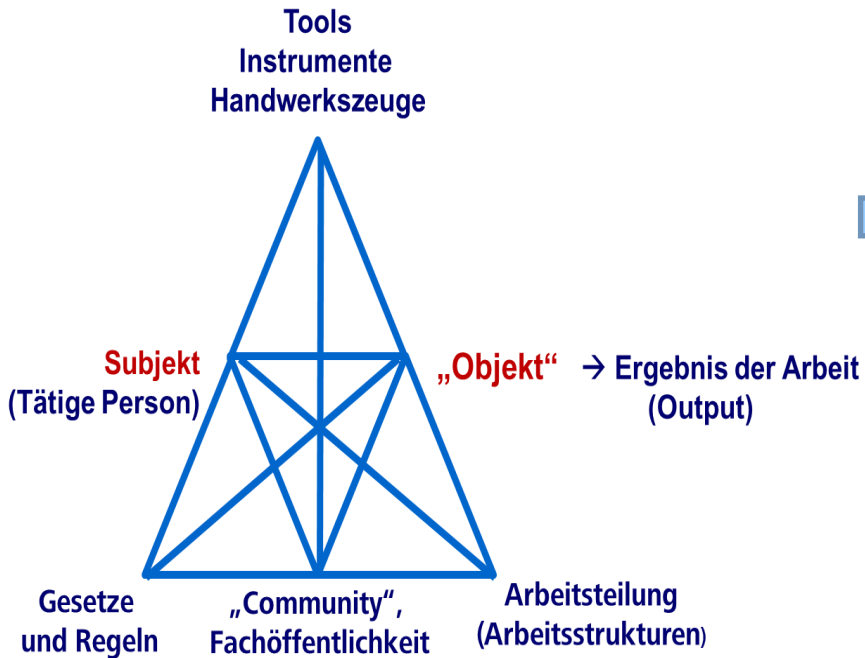 Tools
Instrumente
Handwerkszeuge
Subjekt
(Tätige Person)
„Objekt“ → Ergebnis der Arbeit
(Output)
Gesetze
und Regeln
„Community“,
Fachöffentlichkeit
Arbeitsteilung
(Arbeitsstrukturen)